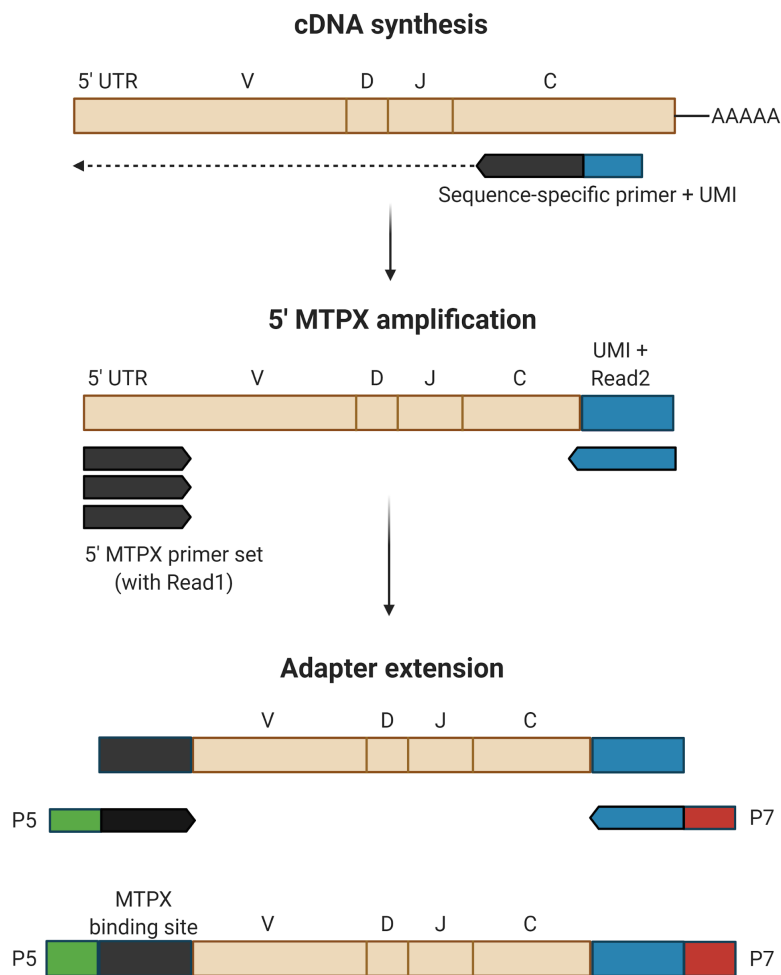 cDNA synthesis
5' UTR V D J C
AAAAA
Sequence-specific primer + UMI
5' MTPX amplification
UMI +
Read2
5' UTR V D J C
5' MTPX primer set
(with Read1)
Adapter extension
V D J C
P5 P7
MTPX
binding site V D J C
P5 P7